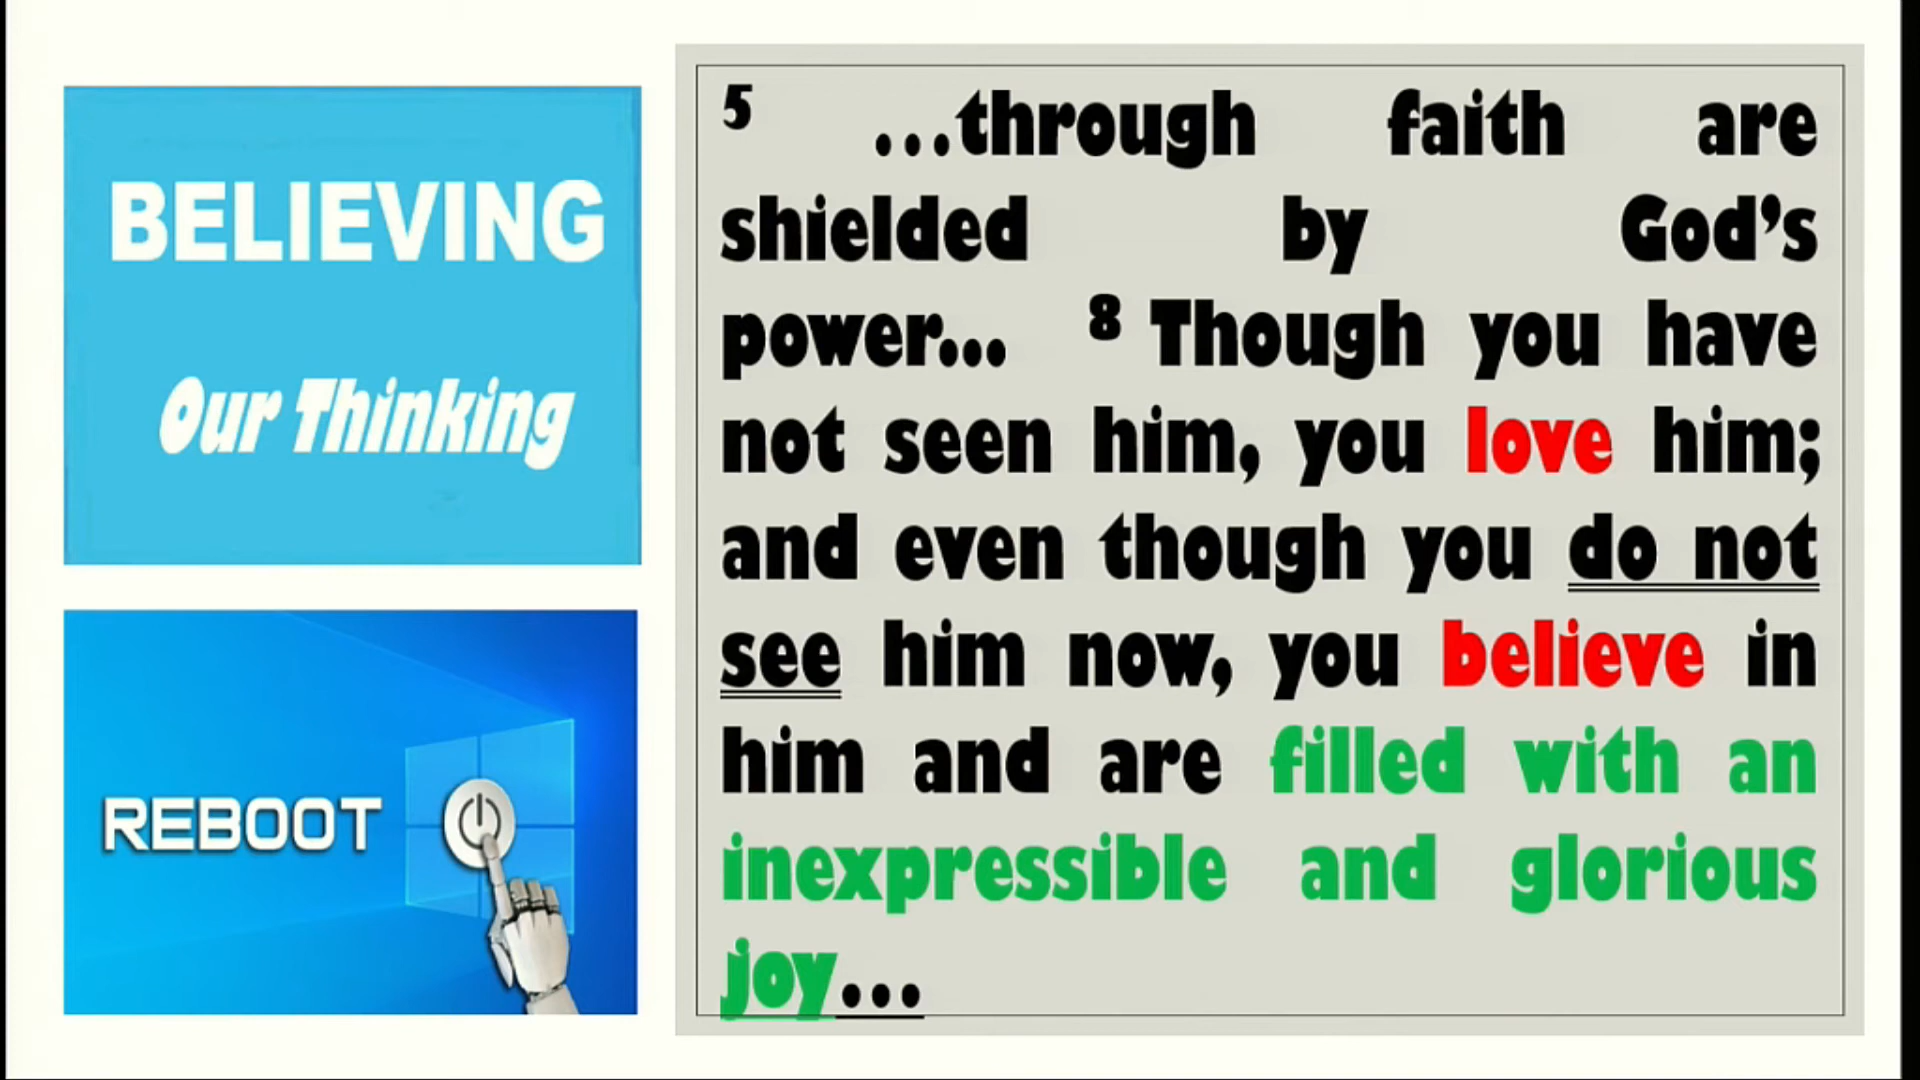 BELIEVING
Our Thinking
REBOOT
5 ...through faith are
shielded by God’s
power... 8 Though you have
not seen him, you love him;
and even though you do not
see him now, you believe in
him and are filled with an
inexpressible and glorious
joy...